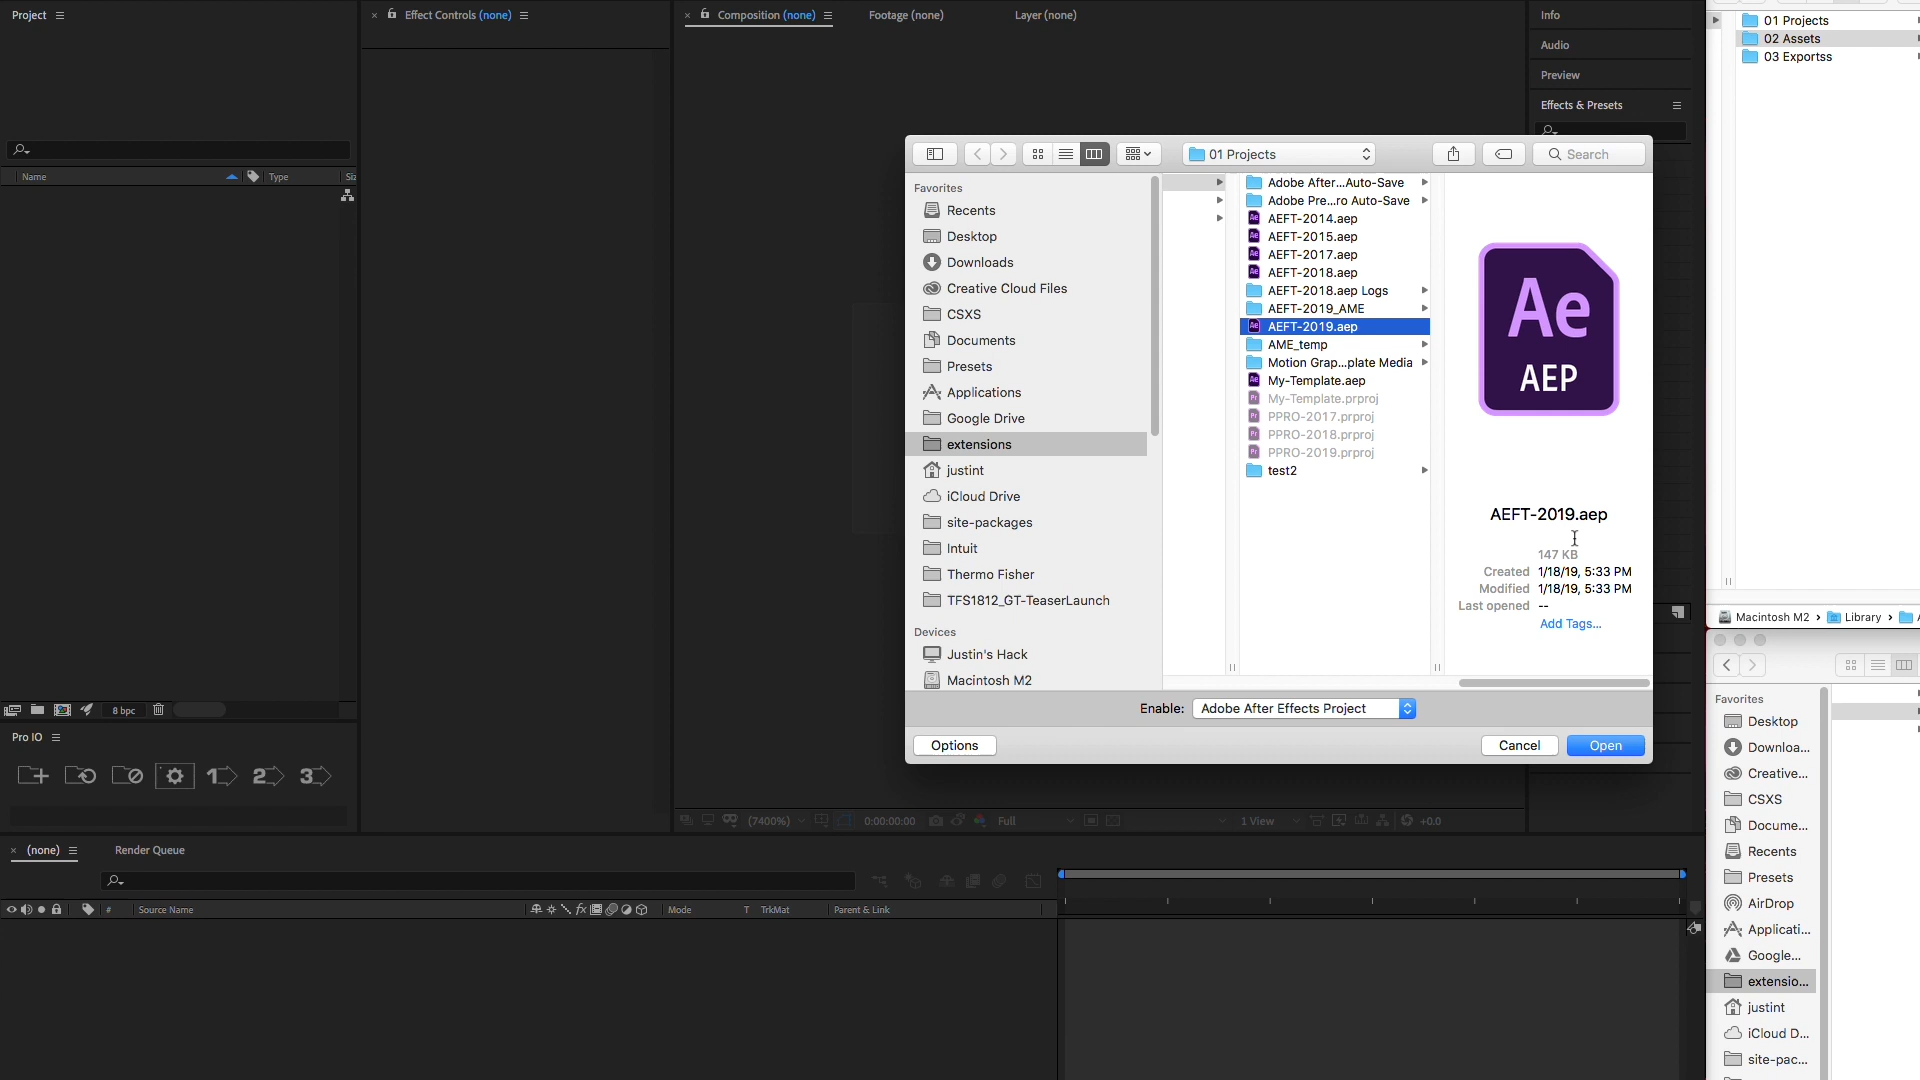 Project
Effect Controls (none)
Composition (none)
Footage (none)
Layer (none)
Info
Audio
Preview
Effects & Presets
Name
Type
8 bpc
Pro IO
1
2
3
01 Projects
Search
Favorites
Recents
Desktop
Downloads
Creative Cloud Files
CSXS
Documents
Presets
Applications
Google Drive
extensions
justint
iCloud Drive
site-packages
Intuit
Thermo Fisher
TFS1812_GT-TeaserLaunch
Devices
Justin's Hack
Macintosh M2
Adobe After...Auto-Save
Adobe Pre...ro Auto-Save
AEFT-2014.aep
AEFT-2015.aep
AEFT-2017.aep
AEFT-2018.aep
AEFT-2018.aep Logs
AEFT-2019_AME
AEFT-2019.aep
AME_temp
Motion Grap...plate Media
My-Template.aep
My-Template.prproj
PPRO-2017.prproj
PPRO-2018.prproj
PPRO-2019.prproj
test2
Ae
AEP
AEFT-2019.aep
147 KB
Created 1/18/19, 5:33 PM
Modified 1/18/19, 5:33 PM
Last opened --
Add Tags...
Enable: Adobe After Effects Project
Options
Cancel
Open
(7400%)
0:00:00:00
Full
1 View
+0.0
(none)
Render Queue
#
Source Name
fx
Mode
T TrkMat
Parent & Link
01 Projects
02 Assets
03 Exportss
Macintosh M2 › Library ›
Favorites
Desktop
Downloa...
Creative...
CSXS
Docume...
Recents
Presets
AirDrop
Applicati...
Google...
extensio...
justint
iCloud D...
site-pac...